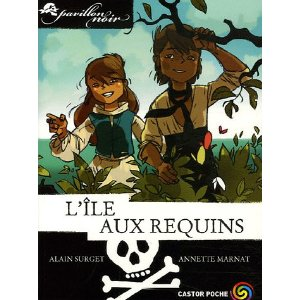 pavillon noir
L'ÎLE
AUX REQUINS
ALAIN SURGET
ANNETTE MARNAT
CASTOR POCHE